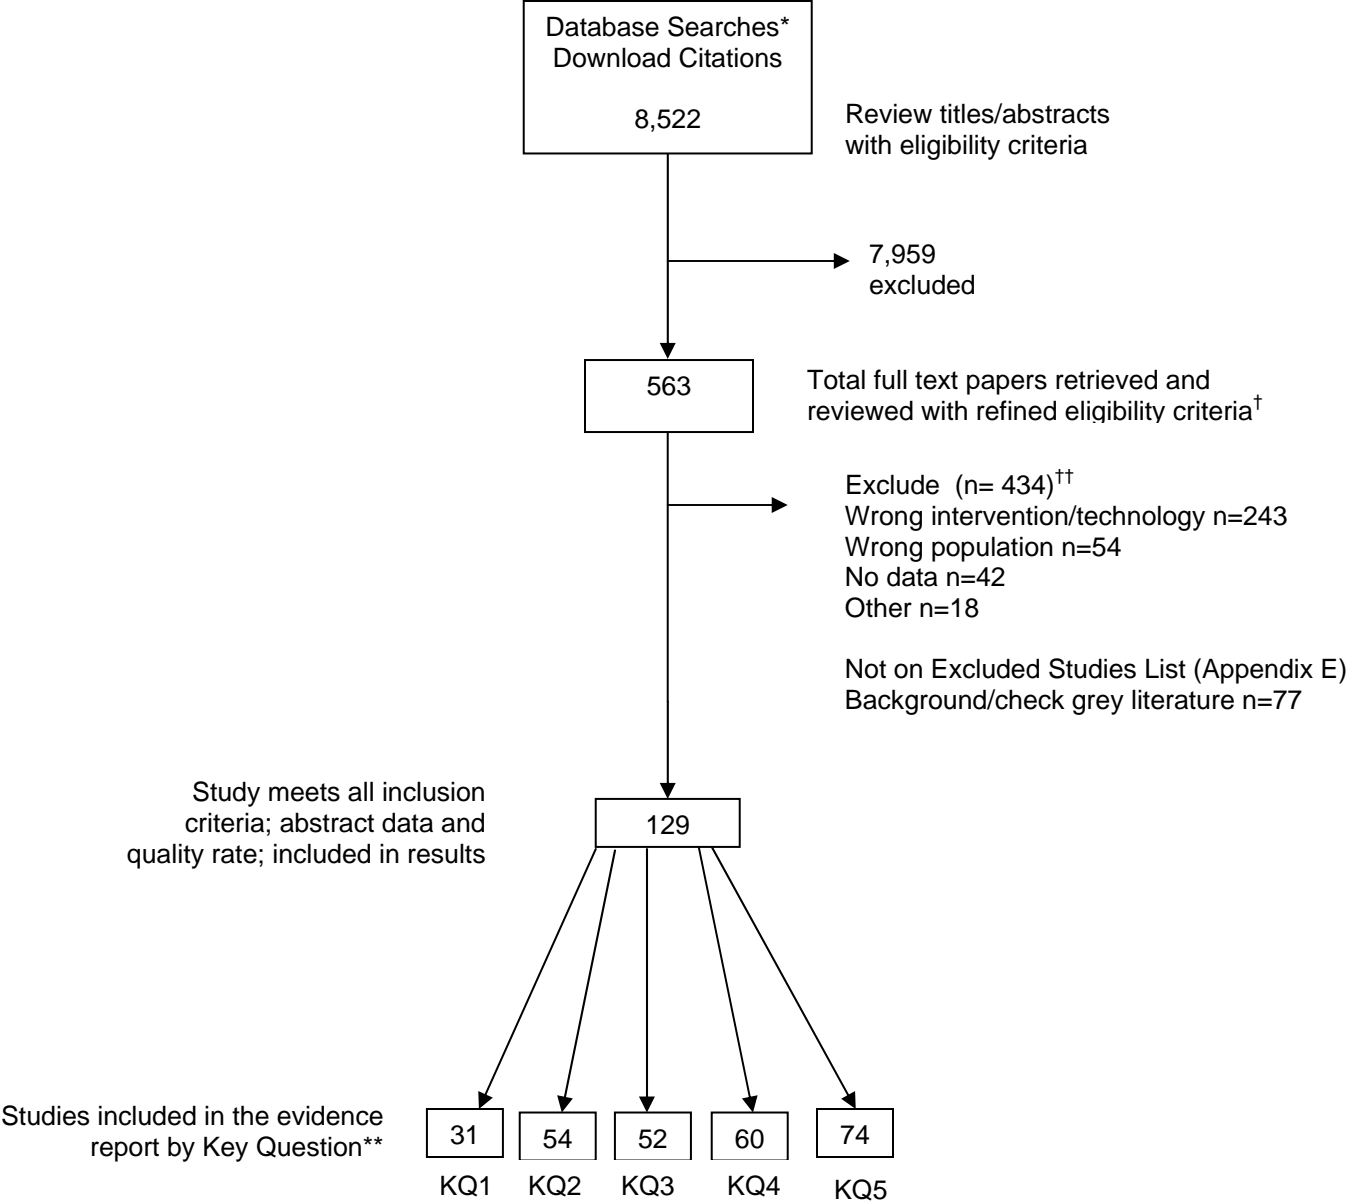 Database Searches*
Download Citations
8,522
Review titles/abstracts
with eligibility criteria
7,959
excluded
563
Total full text papers retrieved and
reviewed with refined eligibility criteria†
Exclude (n= 434)††
Wrong intervention/technology n=243
Wrong population n=54
No data n=42
Other n=18
Not on Excluded Studies List (Appendix E)
Background/check grey literature n=77
Study meets all inclusion
criteria; abstract data and
quality rate; included in results
129
Studies included in the evidence
report by Key Question**
31
54
52
60
74
KQ1
KQ2
KQ3
KQ4
KQ5